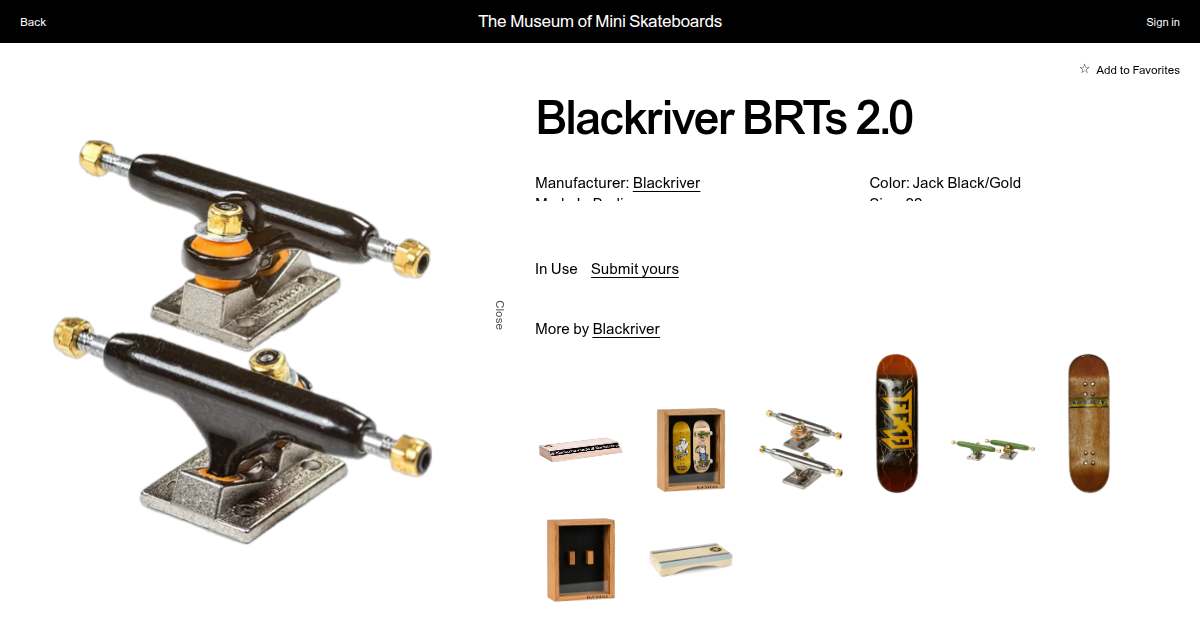 Back
The Museum of Mini Skateboards
Sign in
☆ Add to Favorites
Blackriver BRTs 2.0
Manufacturer: Blackriver
Color: Jack Black/Gold
In Use Submit yours
Close
More by Blackriver